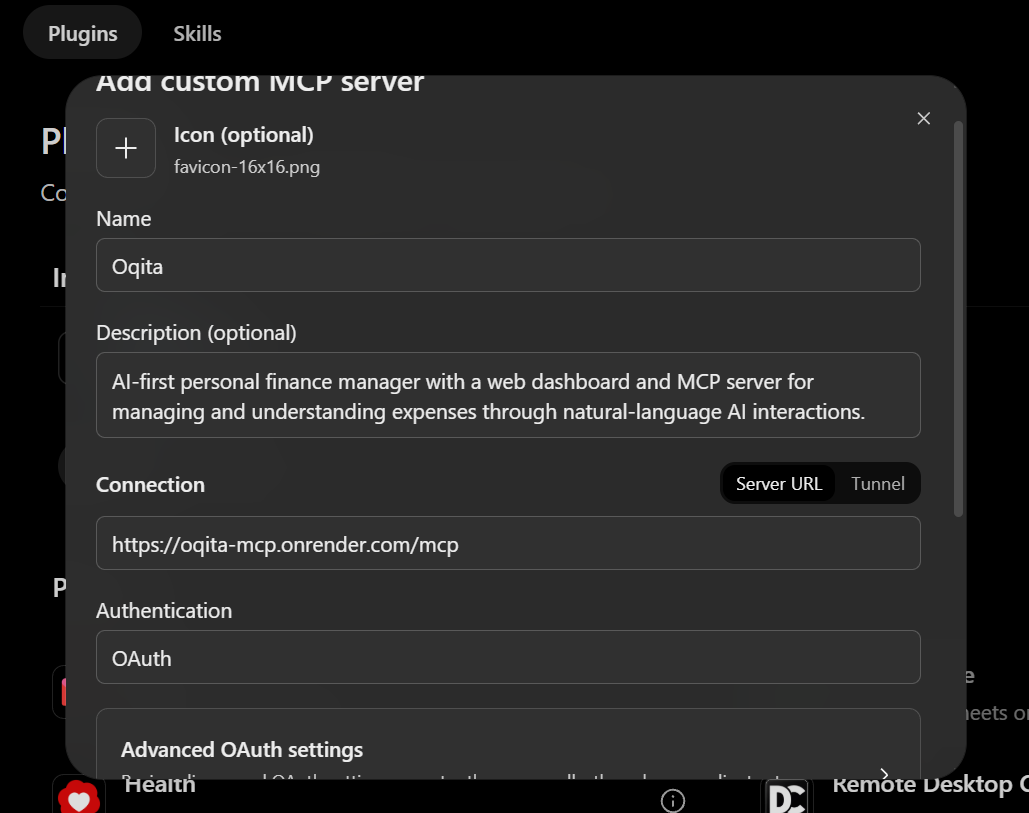 Plugins
Skills
Add custom MCP server
Icon (optional)
favicon-16x16.png
Name
Oqita
Description (optional)
AI-first personal finance manager with a web dashboard and MCP server for
managing and understanding expenses through natural-language AI interactions.
Connection
Server URL
Tunnel
https://oqita-mcp.onrender.com/mcp
Authentication
OAuth
Advanced OAuth settings
Health
DC
Remote Desktop